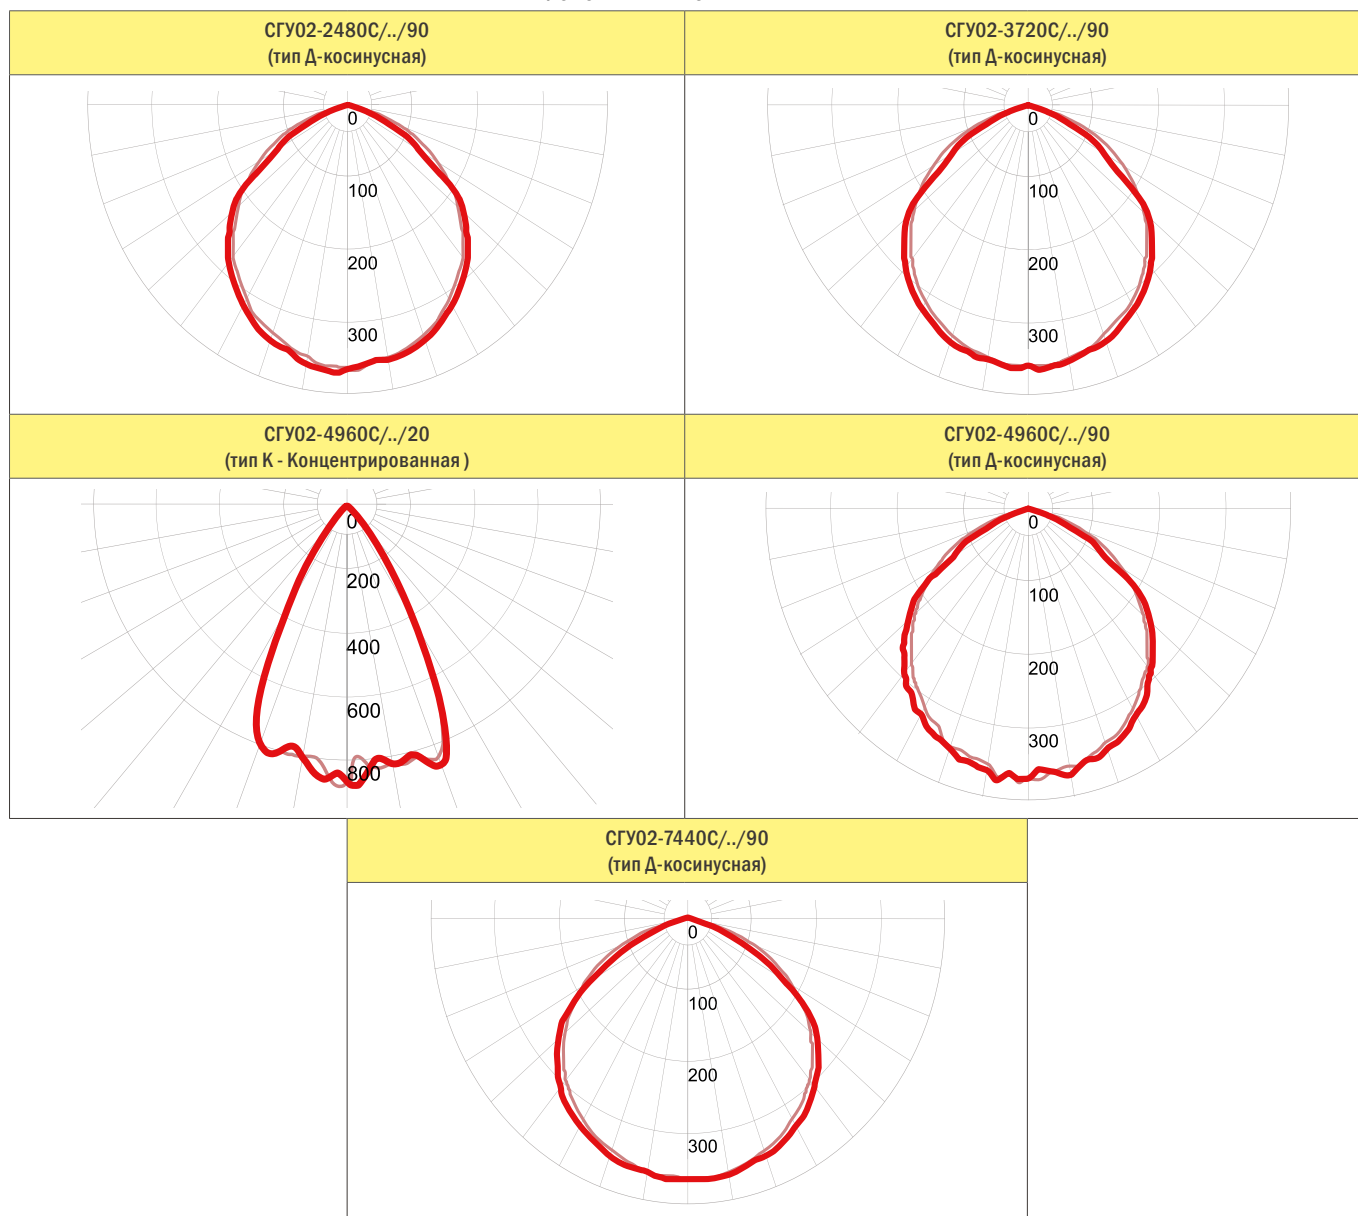 СГУ02-2480С/../90
(тип Д-косинусная)
0
100
200
300
СГУ02-3720С/../90
(тип Д-косинусная)
0
100
200
300
СГУ02-4960С/../20
(тип К - Концентрированная )
0
200
400
600
800
СГУ02-4960С/../90
(тип Д-косинусная)
0
100
200
300
СГУ02-7440С/../90
(тип Д-косинусная)
0
100
200
300